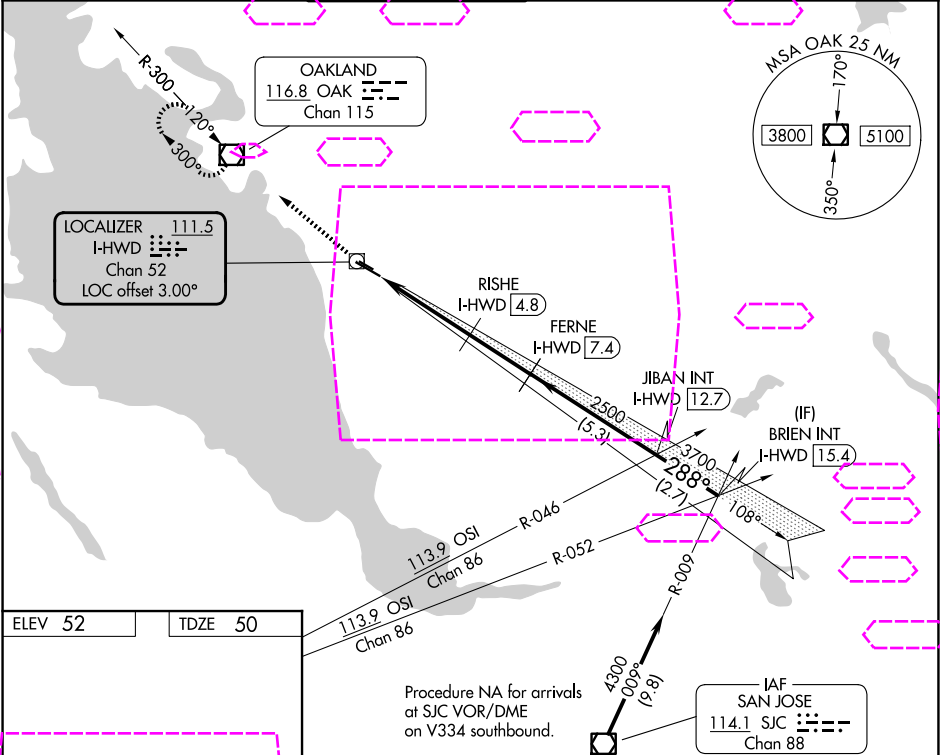 MSA OAK 25 NM
170°
3800
5100
350°
R-300
120°
300°
OAKLAND
116.8 OAK
Chan 115
LOCALIZER 111.5
I-HWD
Chan 52
LOC offset 3.00°
RISHE
I-HWD 4.8
FERNE
I-HWD 7.4
JIBAN INT
I-HWD 12.7
(IF)
BRIEN INT
I-HWD 15.4
2500
(5.3)
3700
288°
(2.7)
108°
113.9 OSI
Chan 86
R-046
113.9 OSI
Chan 86
R-052
R-009
4300
009°
(9.8)
ELEV 52
TDZE 50
Procedure NA for arrivals
at SJC VOR/DME
on V334 southbound.
IAF
SAN JOSE
114.1 SJC
Chan 88